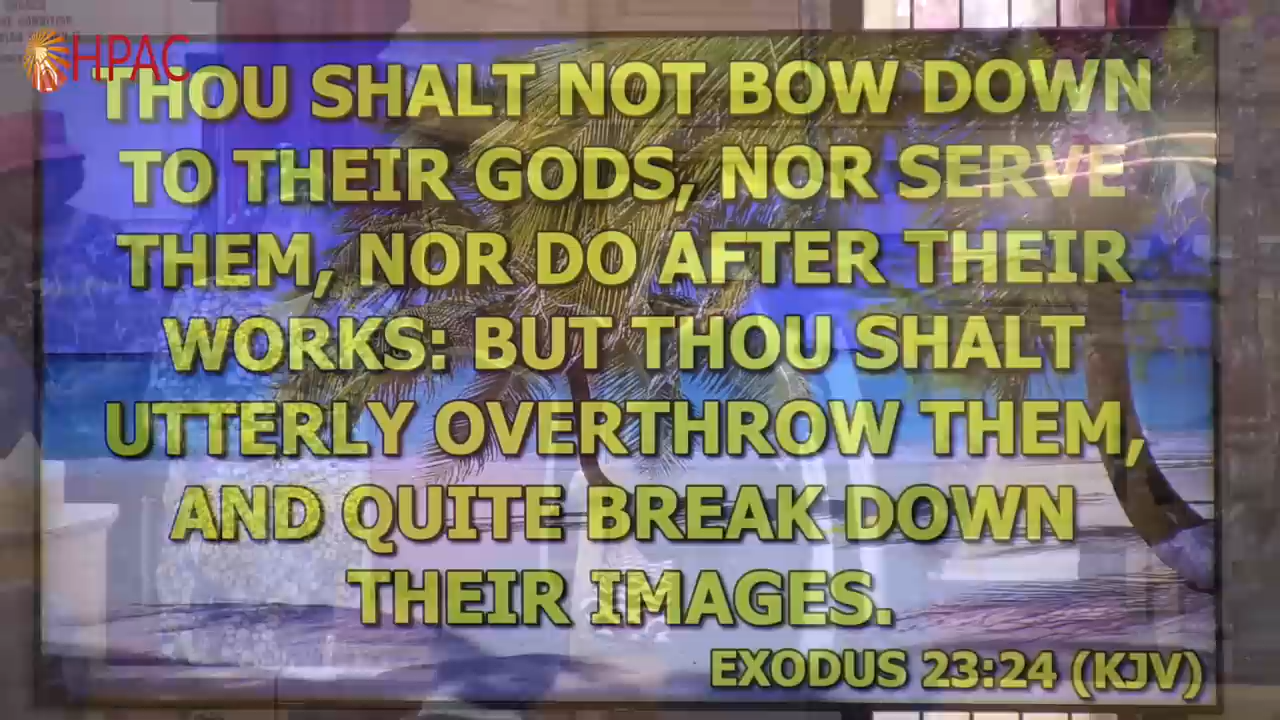 HPAC
THOU SHALT NOT BOW DOWN
TO THEIR GODS, NOR SERVE
THEM, NOR DO AFTER THEIR
WORKS: BUT THOU SHALT
UTTERLY OVERTHROW THEM,
AND QUITE BREAK DOWN
THEIR IMAGES.
EXODUS 23:24 (KJV)